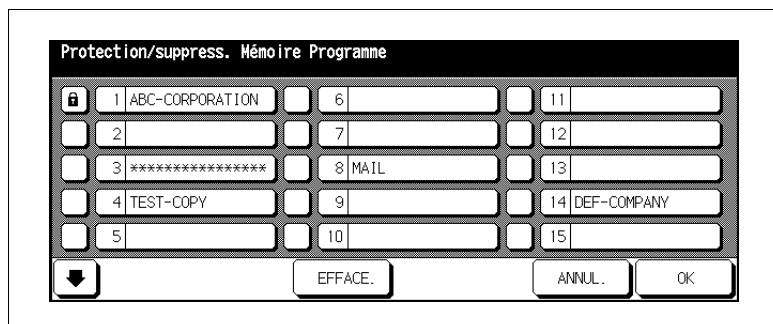 Protection/suppress. Mémoire Programme
1 ABC-CORPORATION 6 11
2 7 12
3 **************** 8 MAIL 13
4 TEST-COPY 9 14 DEF-COMPANY
5 10 15
EFFACE. ANNUL. OK